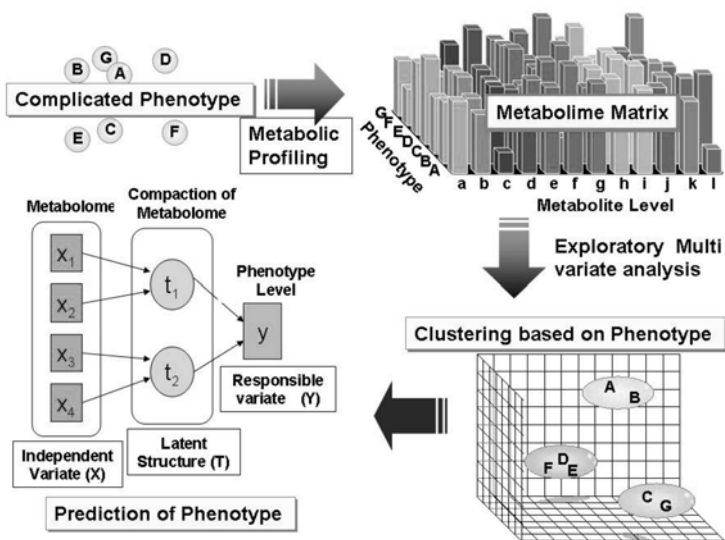 G
B
A
D
Complicated Phenotype
E
C
F
Metabolic
Profiling
Metabolime Matrix
G F E D C B A
Phenotype
a b c d e f g h i j k l
Metabolite Level
Exploratory Multi
variate analysis
Clustering based on Phenotype
A
B
D
F E
C
G
Metabolome
Compaction of
Metabolome
Phenotype
Level
x1
x2
x3
x4
t1
t2
y
Responsible
variate (Y)
Independent
Variate (X)
Latent
Structure (T)
Prediction of Phenotype